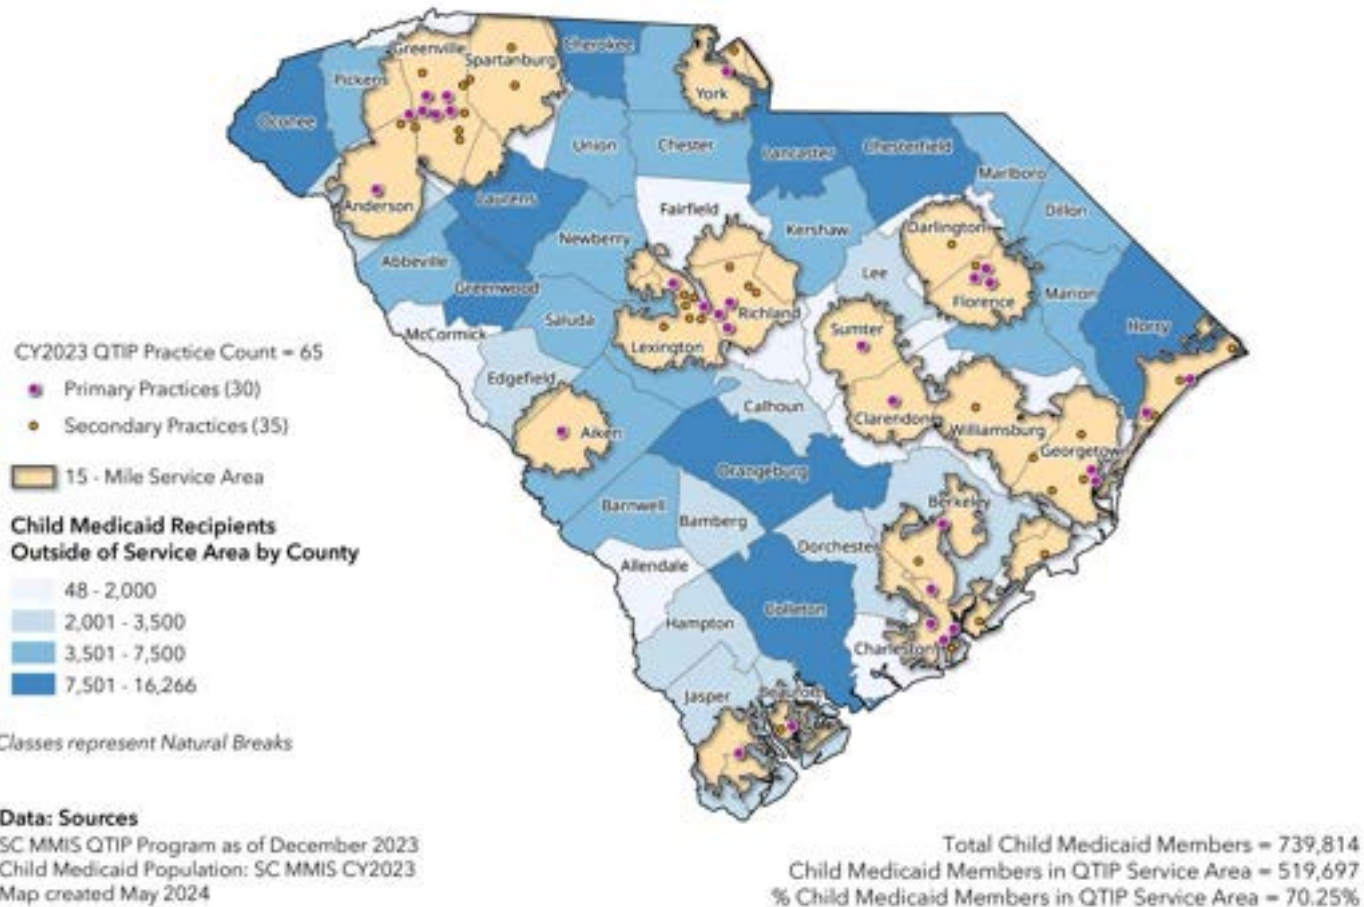 Greenville
Spartanburg
Cherokee
Pickens
York
Oconee
Union
Chester
Lancaster
Chesterfield
Marlboro
Anderson
Laurens
Fairfield
Dillon
Newberry
Kershaw
Darlington
Abbeville
Lee
Greenwood
Marion
Florence
Saluda
Richland
Horry
McCormick
Sumter
Lexington
Edgefield
Calhoun
Clarendon
Aiken
Williamsburg
Georgetown
Orangeburg
Barnwell
Bamberg
Berkeley
Dorchester
Allendale
Colleton
Hampton
Charleston
Jasper
Beaufort
CY2023 QTIP Practice Count = 65
Primary Practices (30)
Secondary Practices (35)
15 - Mile Service Area
Child Medicaid Recipients
Outside of Service Area by County
48 - 2,000
2,001 - 3,500
3,501 - 7,500
7,501 - 16,266
Classes represent Natural Breaks
Data: Sources
SC MMIS QTIP Program as of December 2023
Child Medicaid Population: SC MMIS CY2023
Map created May 2024
Total Child Medicaid Members = 739,814
Child Medicaid Members in QTIP Service Area = 519,697
% Child Medicaid Members in QTIP Service Area = 70.25%